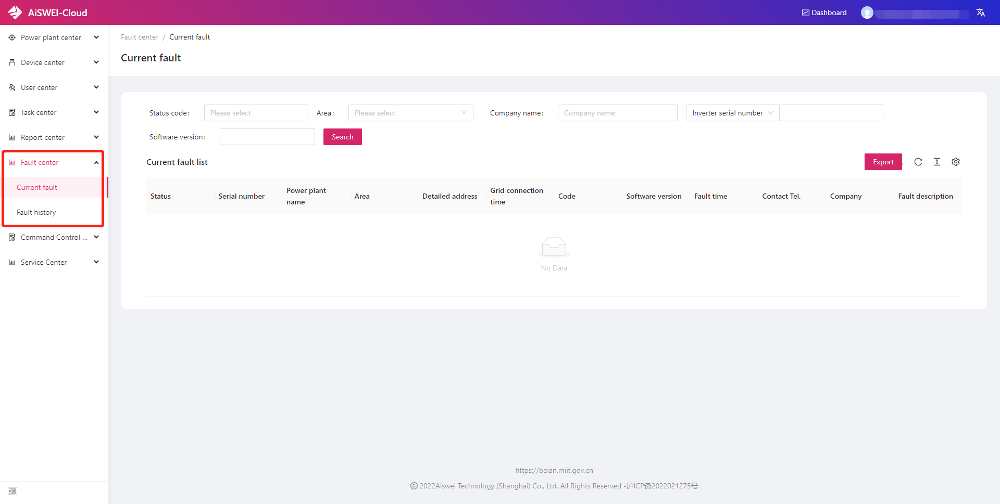 AiSWEI-Cloud
Dashboard
Power plant center
Device center
User center
Task center
Report center
Fault center
Current fault
Fault history
Command Control ...
Service Center
Fault center / Current fault
Current fault
Status code: Please select Area: Please select Company name: Company name Inverter serial number
Software version: Search
Current fault list
Export
Status Serial number Power plant name Area Detailed address Grid connection time Code Software version Fault time Contact Tel. Company Fault description
No Data
https://beian.miit.gov.cn
© 2022Aiswei Technology (Shanghai) Co., Ltd. All Rights Reserved -沪ICP备2022021275号